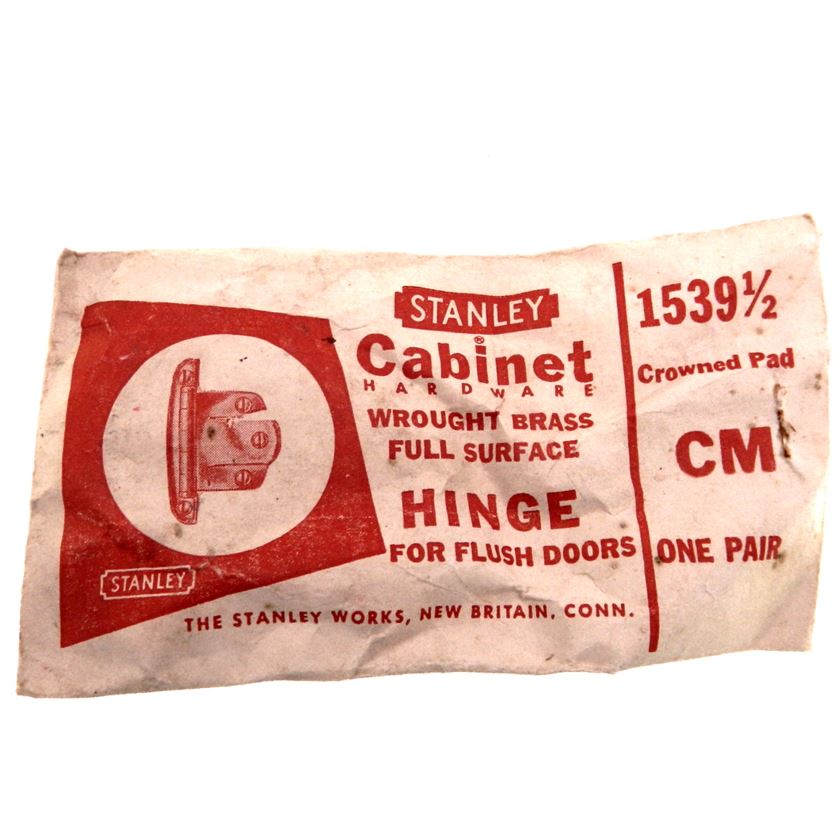 STANLEY
Cabinet®
HARDWARE
WROUGHT BRASS
FULL SURFACE
HINGE
FOR FLUSH DOORS
STANLEY
THE STANLEY WORKS, NEW BRITAIN, CONN.
1539½
Crowned Pad
CM
ONE PAIR